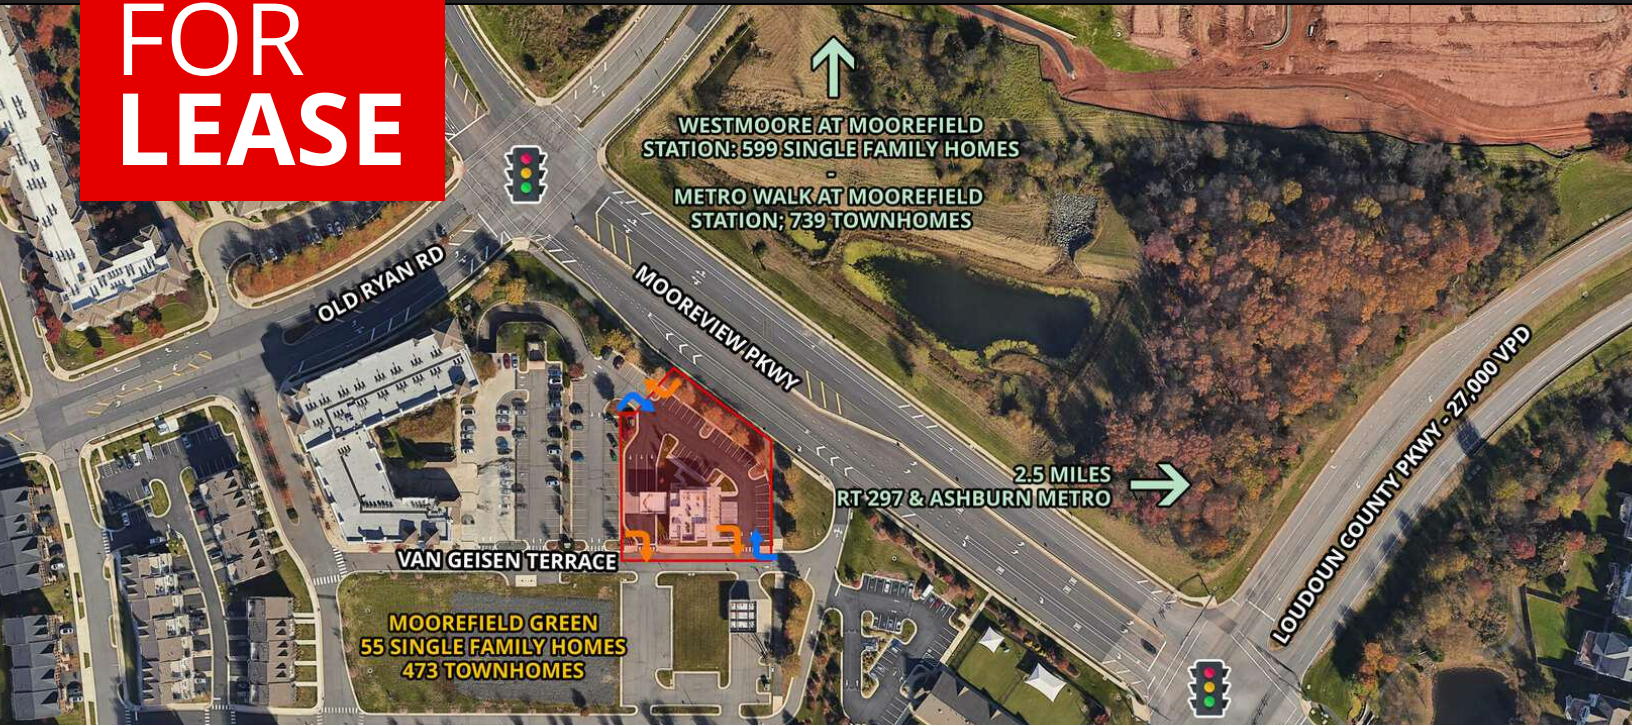 FOR
LEASE
WESTMOORE AT MOOREFIELD
STATION: 599 SINGLE FAMILY HOMES
-
METRO WALK AT MOOREFIELD
STATION; 739 TOWNHOMES
OLD RYAN RD
MOOREVIEW PKWY
2.5 MILES
RT 297 & ASHBURN METRO
LOUDOUN COUNTY PKWY - 27,000 VPD
VAN GEISEN TERRACE
MOOREFIELD GREEN
55 SINGLE FAMILY HOMES
473 TOWNHOMES